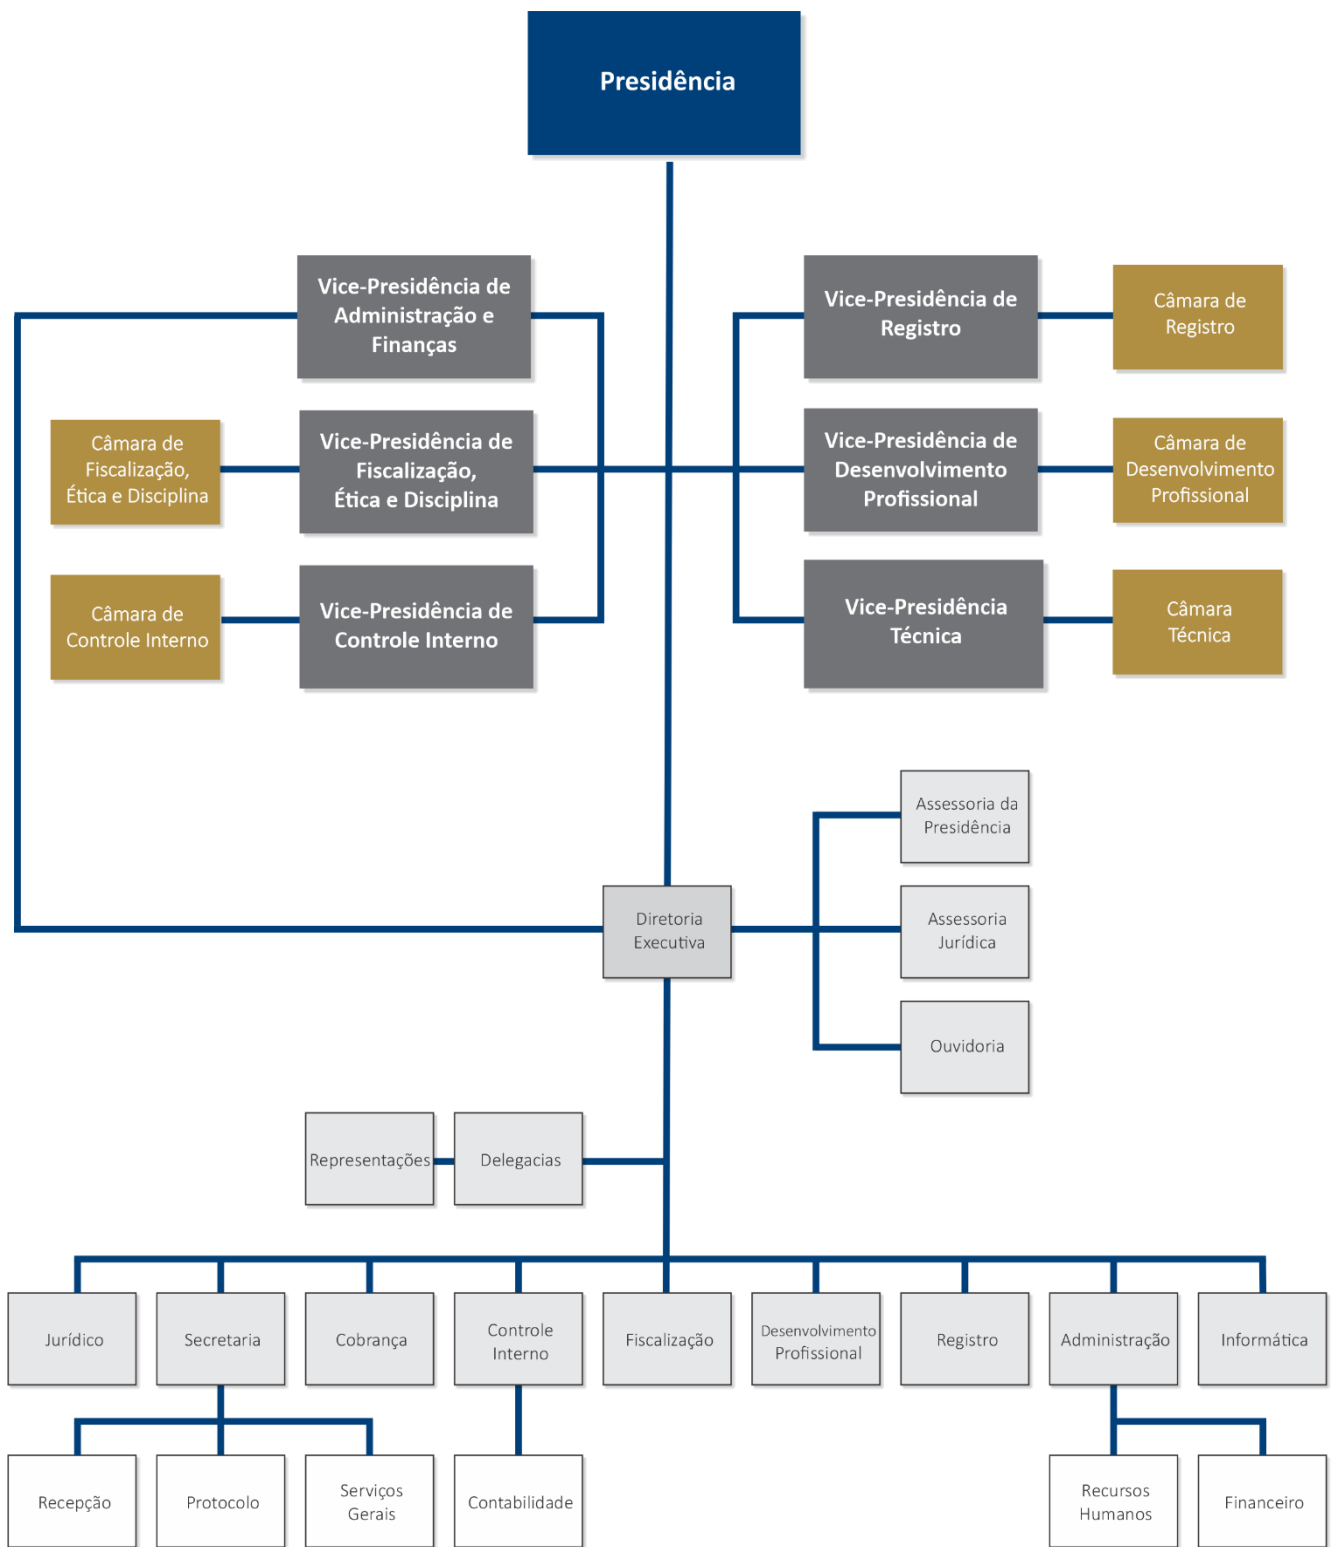 Presidência
Vice-Presidência de
Administração e
Finanças
Vice-Presidência de
Registro
Câmara de
Registro
Câmara de
Fiscalização,
Ética e Disciplina
Vice-Presidência de
Fiscalização,
Ética e Disciplina
Vice-Presidência de
Desenvolvimento
Profissional
Câmara de
Desenvolvimento
Profissional
Câmara de
Controle Interno
Vice-Presidência de
Controle Interno
Vice-Presidência
Técnica
Câmara
Técnica
Assessoria da
Presidência
Diretoria
Executiva
Assessoria
Jurídica
Ouvidoria
Representações
Delegacias
Jurídico
Secretaria
Cobrança
Controle
Interno
Fiscalização
Desenvolvimento
Profissional
Registro
Administração
Informática
Recepção
Protocolo
Serviços
Gerais
Contabilidade
Recursos
Humanos
Financeiro